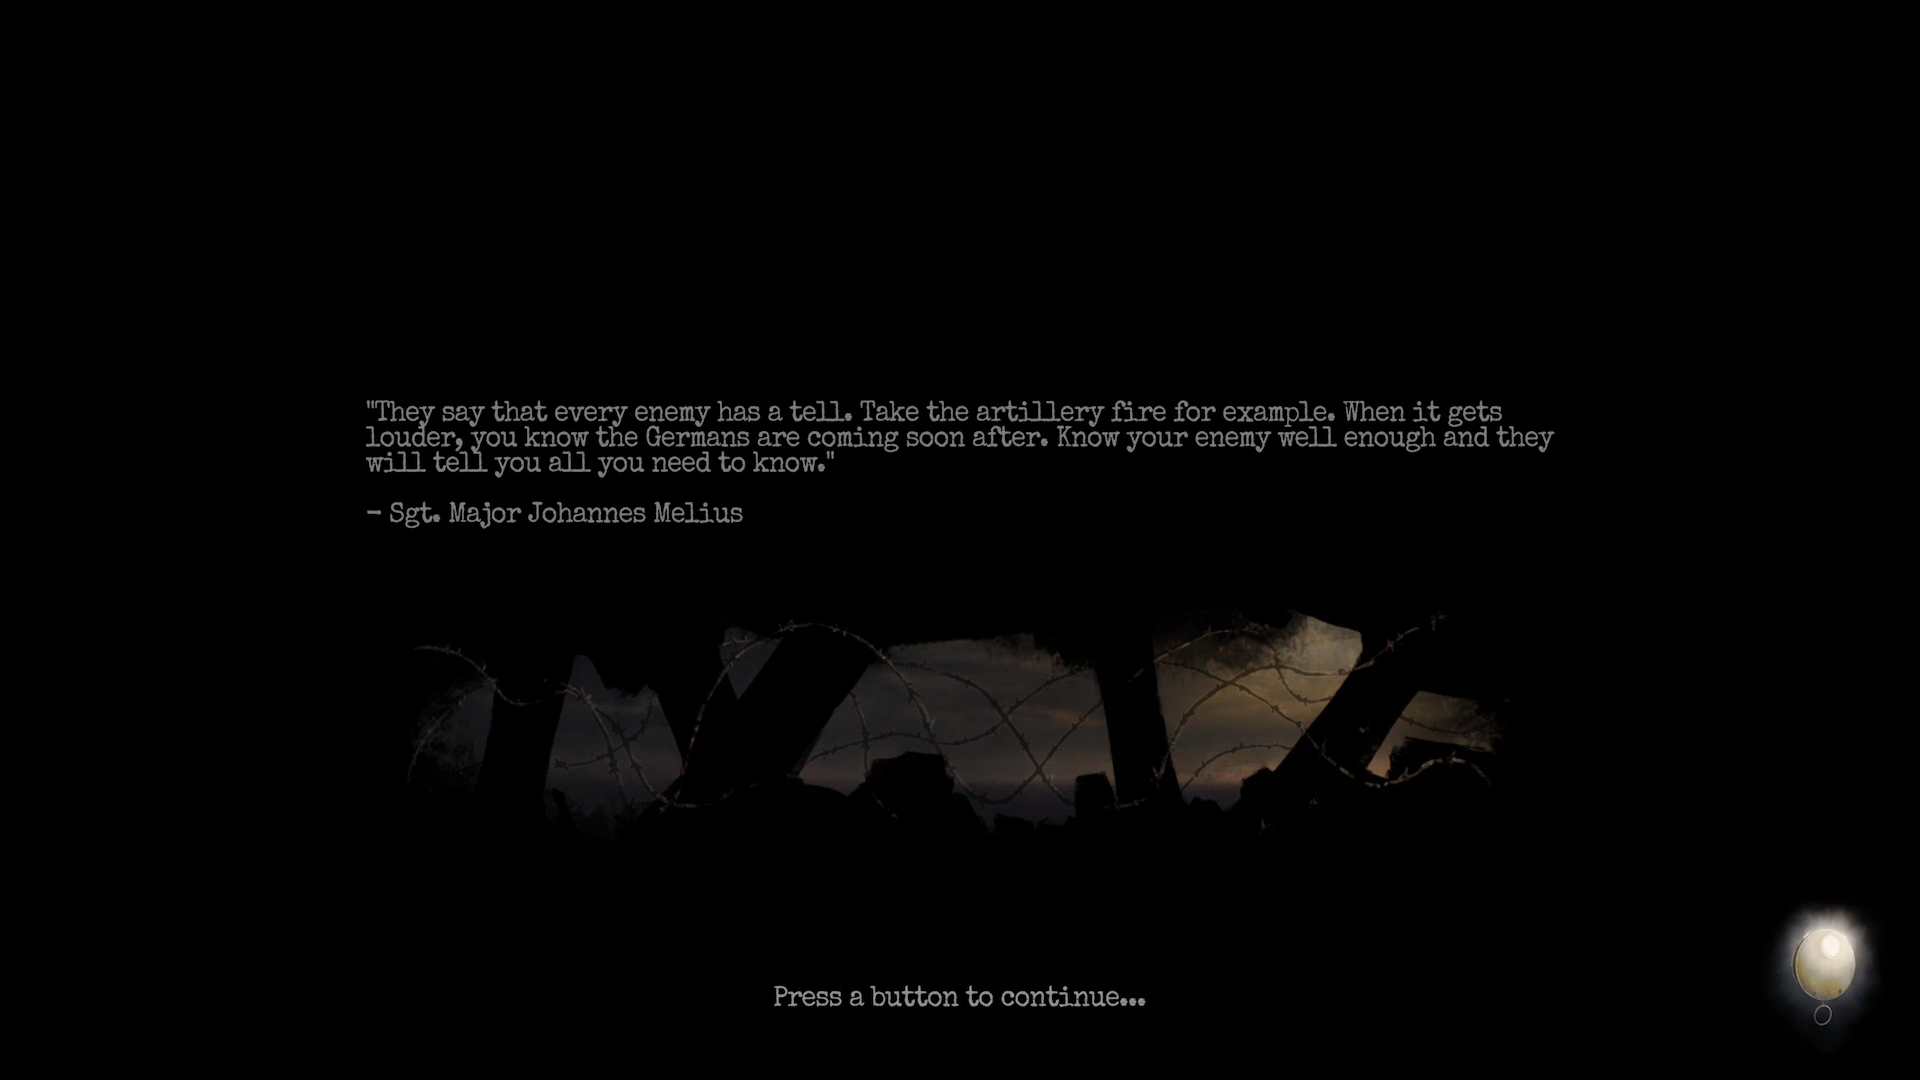 "They say that every enemy has a tell. Take the artillery fire for example. When it gets
louder, you know the Germans are coming soon after. Know your enemy well enough and they
will tell you all you need to know."
- Sgt. Major Johannes Melius
Press a button to continue...